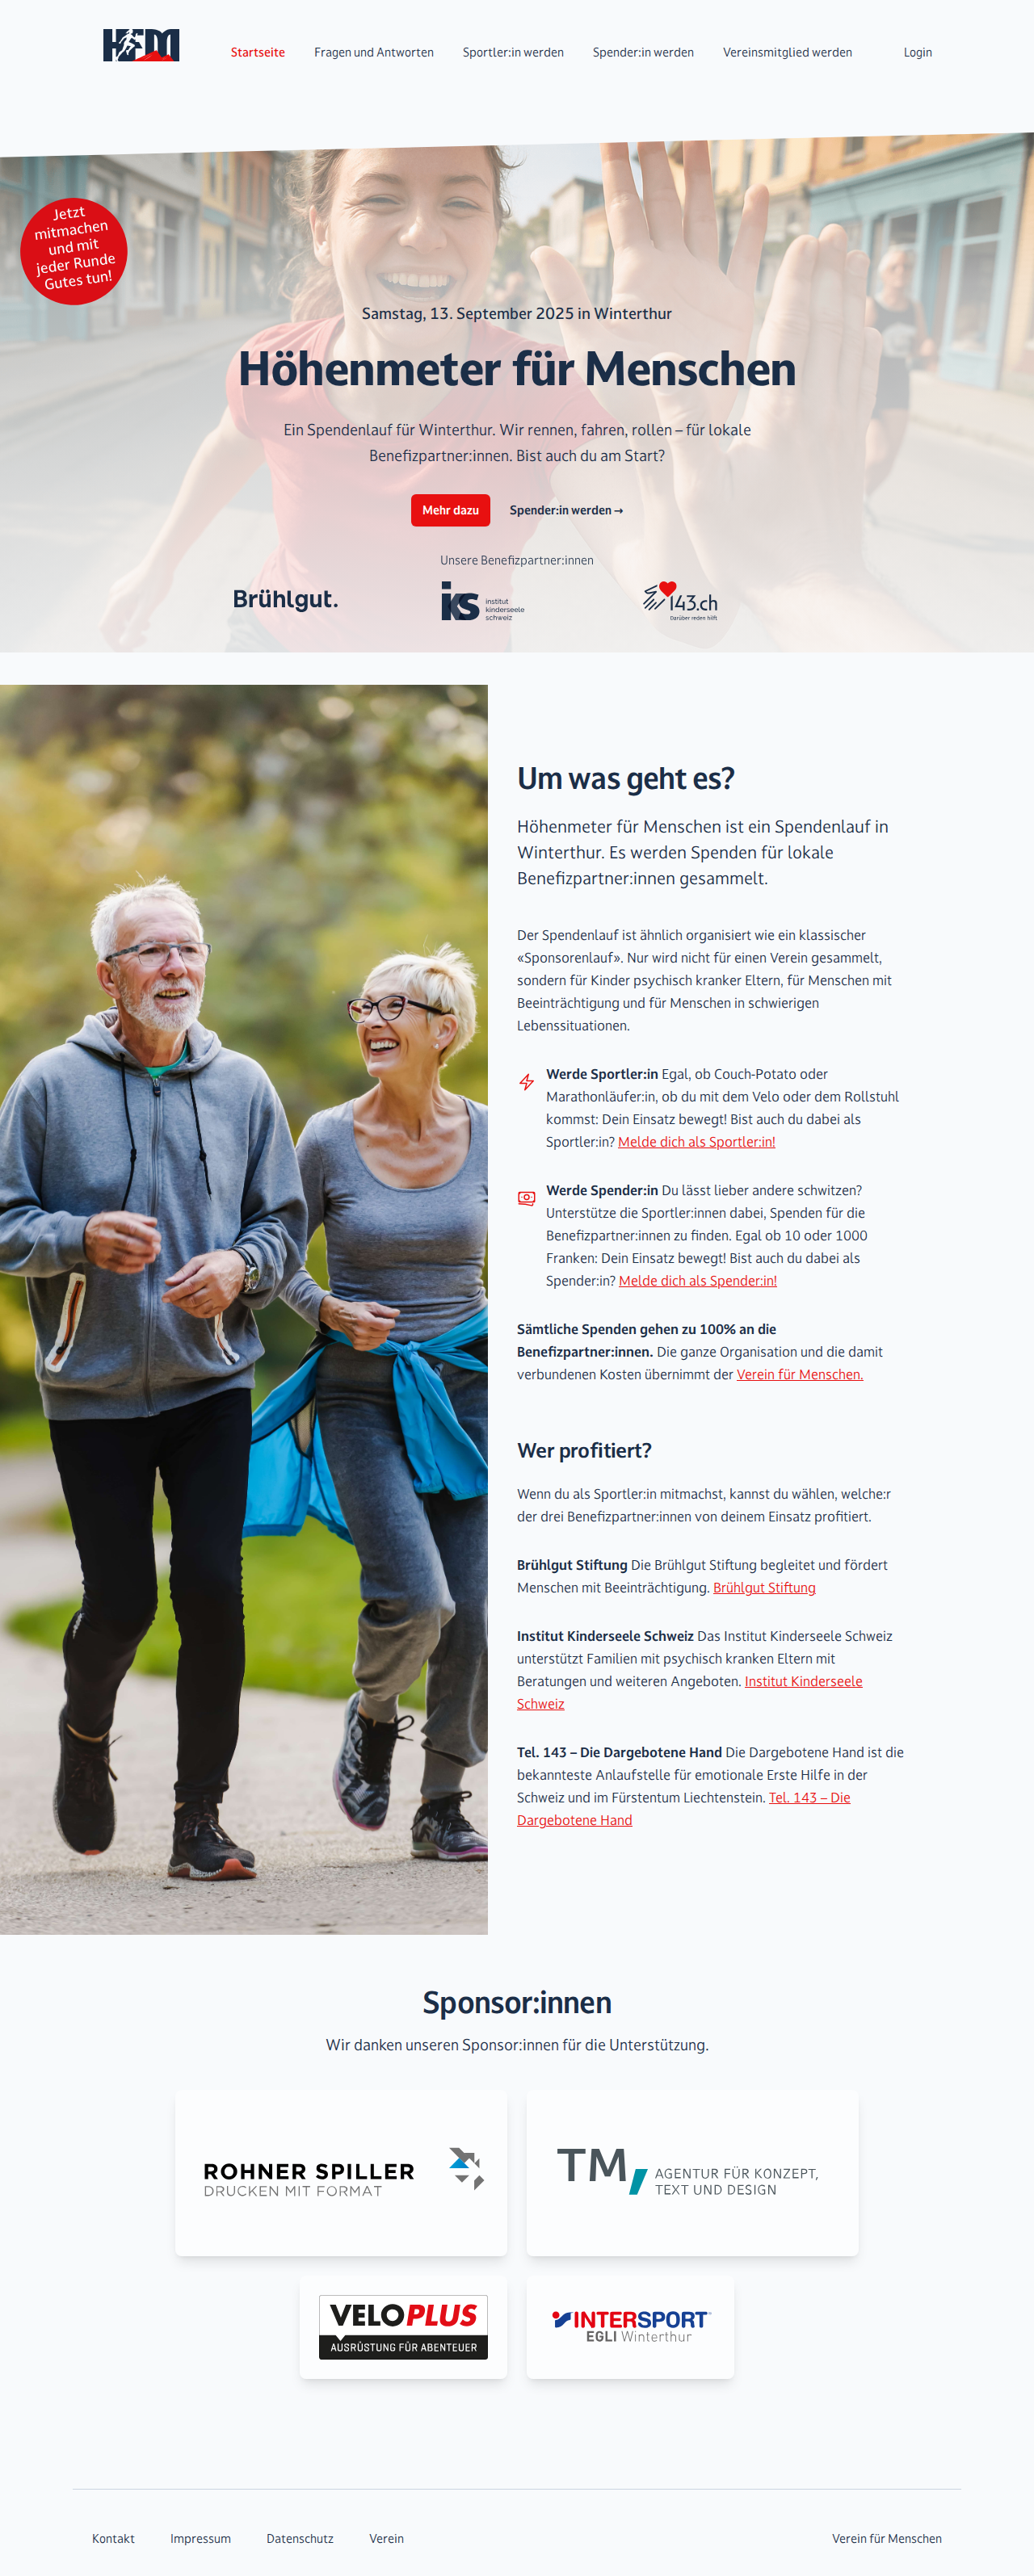 HFM
Startseite
Fragen und Antworten
Sportler:in werden
Spender:in werden
Vereinsmitglied werden
Login
Jetzt
mitmachen
und mit
jeder Runde
Gutes tun!
Samstag, 13. September 2025 in Winterthur
Höhenmeter für Menschen
Ein Spendenlauf für Winterthur. Wir rennen, fahren, rollen – für lokale
Benefizpartner:innen. Bist auch du am Start?
Mehr dazu
Spender:in werden →
Unsere Benefizpartner:innen
Brühlgut.
iks institut
kinderseele
schweiz
143.ch
Darüber reden hilft
Um was geht es?
Höhenmeter für Menschen ist ein Spendenlauf in
Winterthur. Es werden Spenden für lokale
Benefizpartner:innen gesammelt.
Der Spendenlauf ist ähnlich organisiert wie ein klassischer
«Sponsorenlauf». Nur wird nicht für einen Verein gesammelt,
sondern für Kinder psychisch kranker Eltern, für Menschen mit
Beeinträchtigung und für Menschen in schwierigen
Lebenssituationen.
Werde Sportler:in Egal, ob Couch-Potato oder
Marathonläufer:in, ob du mit dem Velo oder dem Rollstuhl
kommst: Dein Einsatz bewegt! Bist auch du dabei als
Sportler:in? Melde dich als Sportler:in!
Werde Spender:in Du lässt lieber andere schwitzen?
Unterstütze die Sportler:innen dabei, Spenden für die
Benefizpartner:innen zu finden. Egal ob 10 oder 1000
Franken: Dein Einsatz bewegt! Bist auch du dabei als
Spender:in? Melde dich als Spender:in!
Sämtliche Spenden gehen zu 100% an die
Benefizpartner:innen. Die ganze Organisation und die damit
verbundenen Kosten übernimmt der Verein für Menschen.
Wer profitiert?
Wenn du als Sportler:in mitmachst, kannst du wählen, welche:r
der drei Benefizpartner:innen von deinem Einsatz profitiert.
Brühlgut Stiftung Die Brühlgut Stiftung begleitet und fördert
Menschen mit Beeinträchtigung. Brühlgut Stiftung
Institut Kinderseele Schweiz Das Institut Kinderseele Schweiz
unterstützt Familien mit psychisch kranken Eltern mit
Beratungen und weiteren Angeboten. Institut Kinderseele
Schweiz
Tel. 143 – Die Dargebotene Hand Die Dargebotene Hand ist die
bekannteste Anlaufstelle für emotionale Erste Hilfe in der
Schweiz und im Fürstentum Liechtenstein. Tel. 143 – Die
Dargebotene Hand
Sponsor:innen
Wir danken unseren Sponsor:innen für die Unterstützung.
ROHNER SPILLER
DRUCKEN MIT FORMAT
TM, AGENTUR FÜR KONZEPT,
TEXT UND DESIGN
VELOPLUS
AUSRÜSTUNG FÜR ABENTEUER
INTERSPORT
EGLI Winterthur
Kontakt
Impressum
Datenschutz
Verein
Verein für Menschen